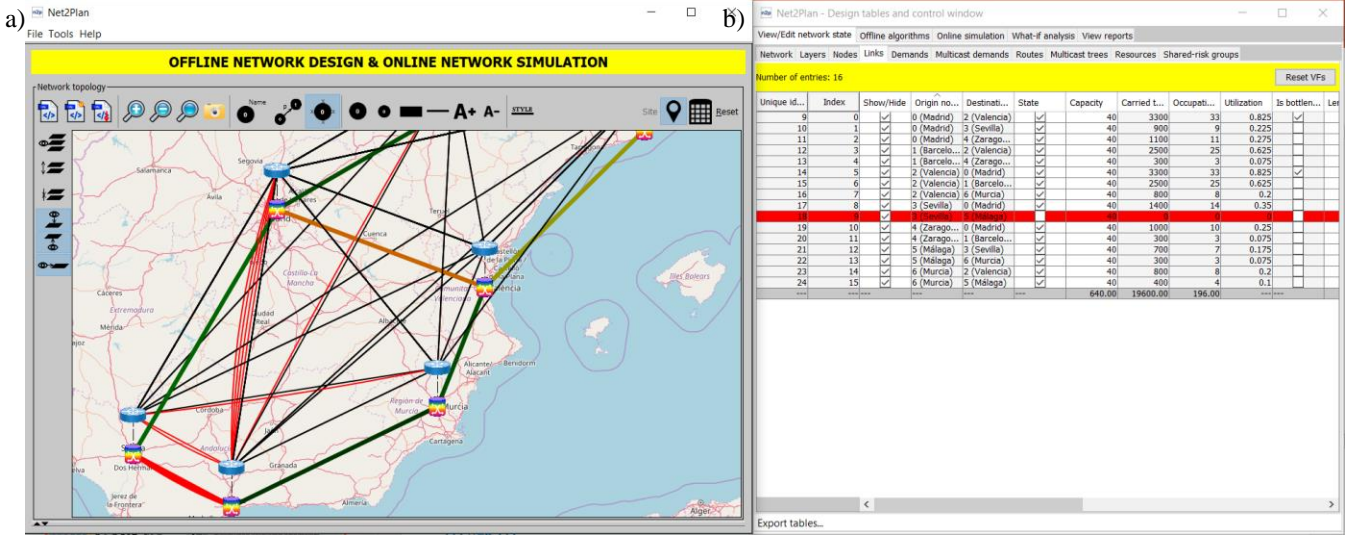 a)
Net2Plan
File Tools Help
OFFLINE NETWORK DESIGN & ONLINE NETWORK SIMULATION
Network topology
Name
P
A+ A-
STYLE
Site
Reset
Segovia
Salamanca
Ávila
Tarragona
Teruel
Cuenca
Castilla-La
Mancha
Cáceres
Extremadura
Mérida
Ciudad
Real
Valencia
Illes Balears
Alicante/
Alacant
Benidorm
Región de
Murcia
Murcia
Cartagena
Córdoba
Granada
Almería
Jerez de
la Frontera
Alger
b)
Net2Plan - Design tables and control window
View/Edit network state Offline algorithms Online simulation What-if analysis View reports
Network Layers Nodes Links Demands Multicast demands Routes Multicast trees Resources Shared-risk groups
Number of entries: 16
Reset VFs
Unique id... Index Show/Hide Origin no... Destinati... State Capacity Carried t... Occupati... Utilization Is bottlen... Ler
9 0 0 (Madrid) 2 (Valencia) 40 3300 33 0.825
10 1 0 (Madrid) 3 (Sevilla) 40 900 9 0.225
11 2 0 (Madrid) 4 (Zarago... 40 1100 11 0.275
12 3 1 (Barcelo... 2 (Valencia) 40 2500 25 0.625
13 4 1 (Barcelo... 4 (Zarago... 40 300 3 0.075
14 5 2 (Valencia) 0 (Madrid) 40 3300 33 0.825
15 6 2 (Valencia) 1 (Barcelo... 40 2500 25 0.625
16 7 2 (Valencia) 6 (Murcia) 40 800 8 0.2
17 8 3 (Sevilla) 0 (Madrid) 40 1400 14 0.35
18 9 3 (Sevilla) 5 (Málaga) 40 0 0 0
19 10 4 (Zarago... 0 (Madrid) 40 1000 10 0.25
20 11 4 (Zarago... 1 (Barcelo... 40 300 3 0.075
21 12 5 (Málaga) 3 (Sevilla) 40 700 7 0.175
22 13 5 (Málaga) 6 (Murcia) 40 300 3 0.075
23 14 6 (Murcia) 2 (Valencia) 40 800 8 0.2
24 15 6 (Murcia) 5 (Málaga) 40 400 4 0.1
--- --- --- --- --- --- 640.00 19600.00 196.00 --- ---
Export tables...